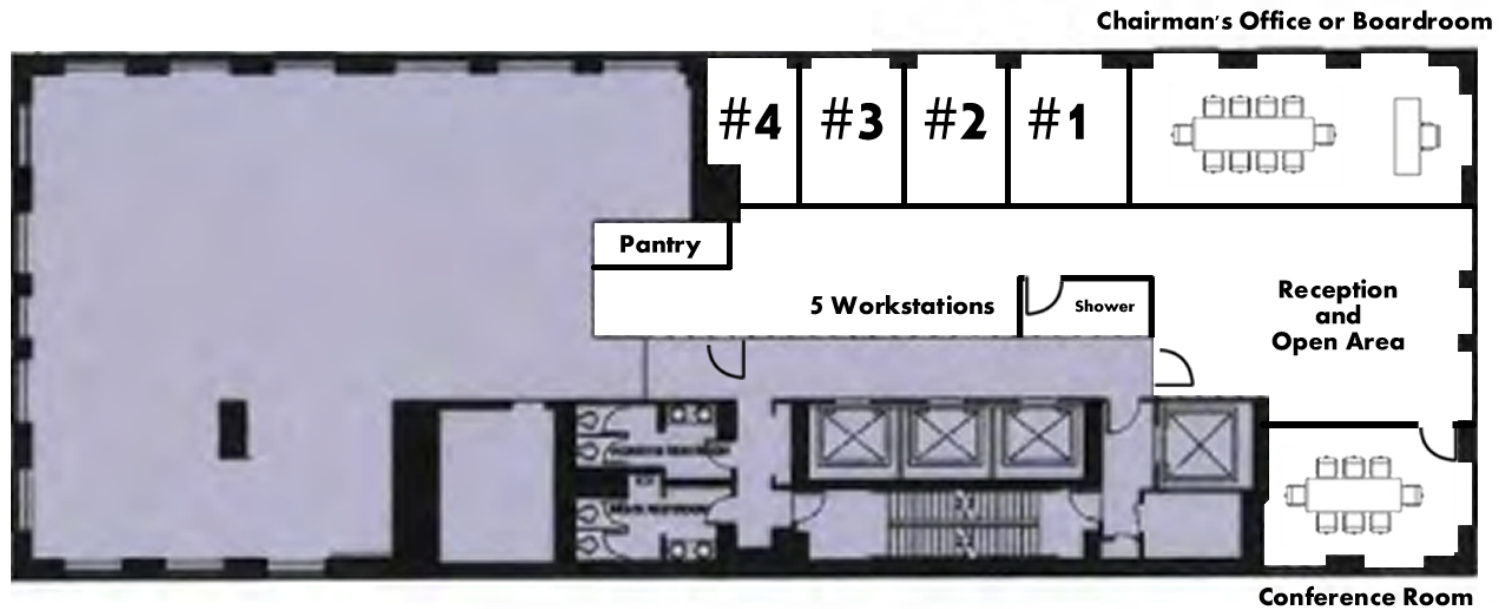 Chairman's Office or Boardroom
#4 #3 #2 #1
Pantry
5 Workstations
Shower
Reception
and
Open Area
Conference Room